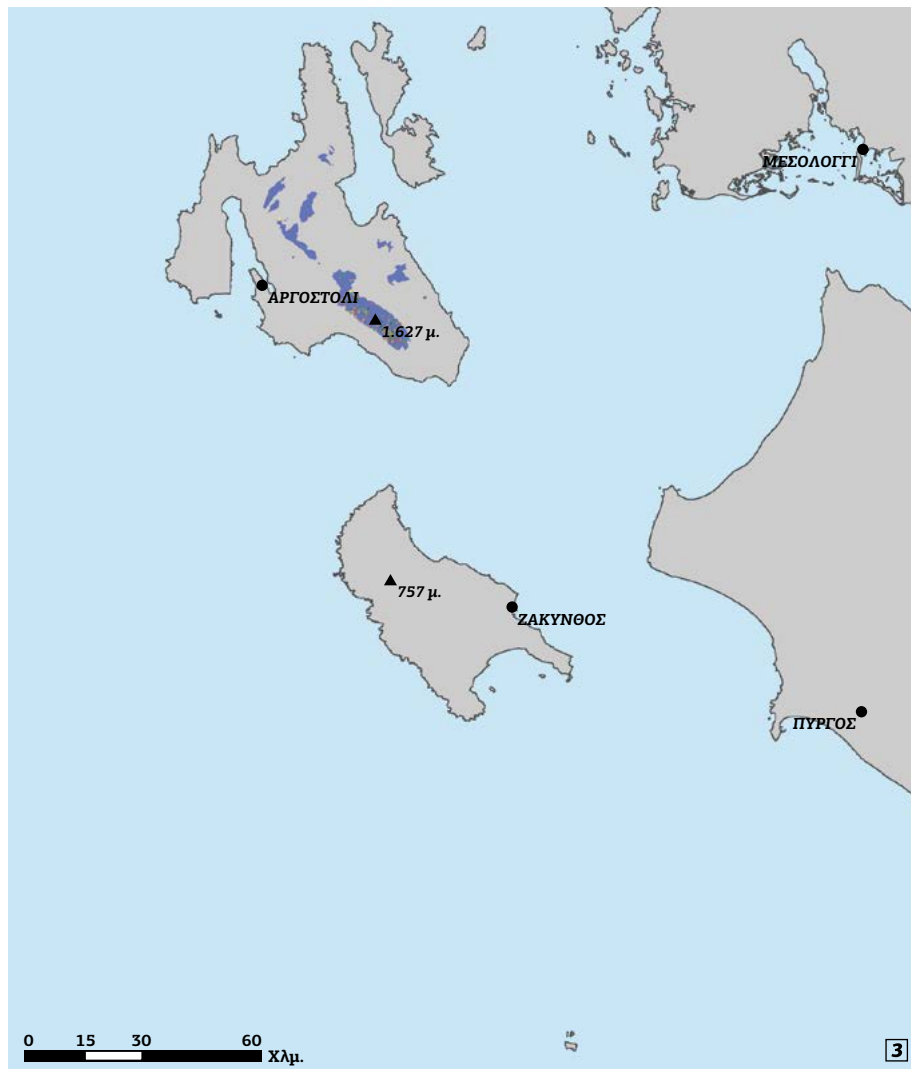 ΜΕΣΟΛΟΓΓΙ
ΑΡΓΟΣΤΟΛΙ
1.627 μ.
757 μ.
ΖΑΚΥΝΘΟΣ
ΠΥΡΓΟΣ
0 15 30 60
Χλμ.
3